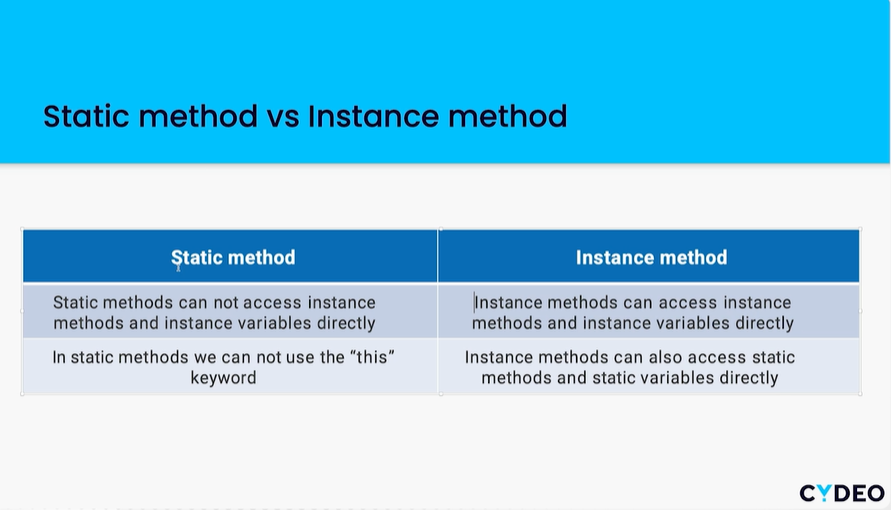 Static method vs Instance method
Static method
Instance method
Static methods can not access instance
methods and instance variables directly
Instance methods can access instance
methods and instance variables directly
In static methods we can not use the “this”
keyword
Instance methods can also access static
methods and static variables directly
CYDEO